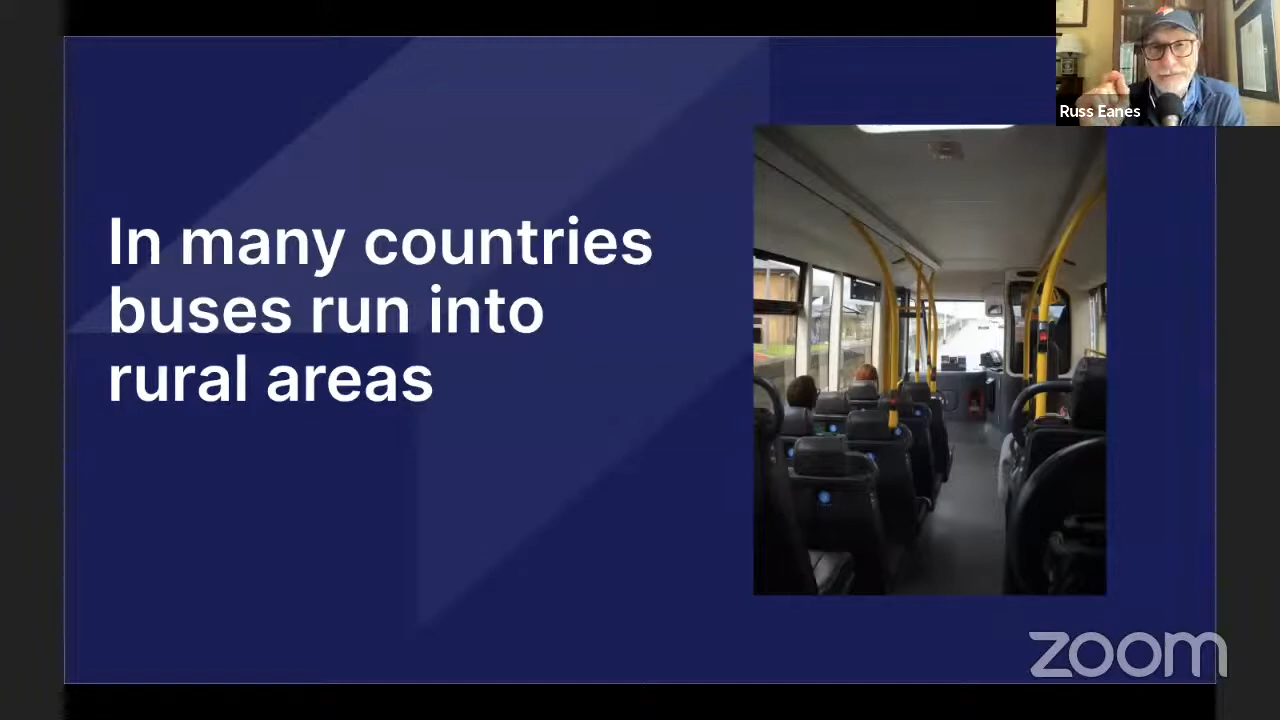 Russ Eanes
In many countries
buses run into
rural areas
zoom